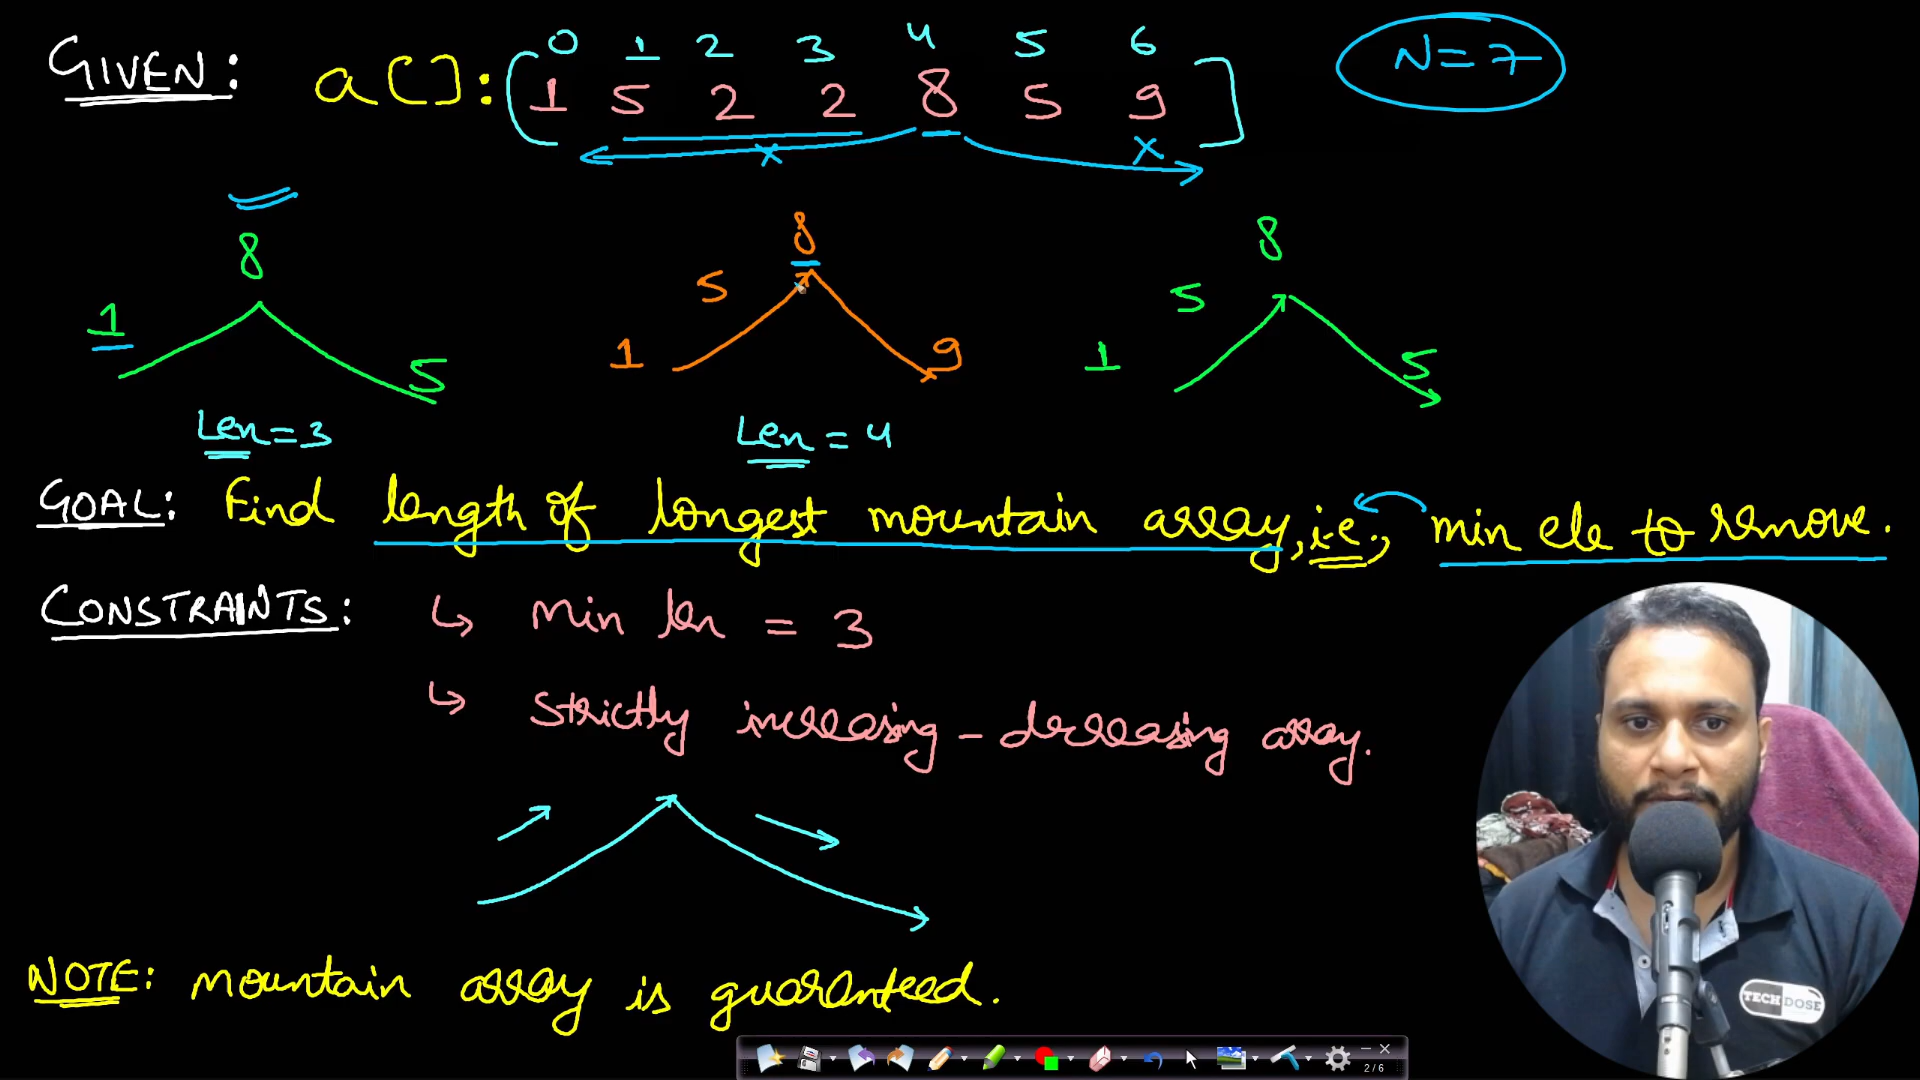 0 1 2 3 4 5 6
GIVEN: a[]: [1 5 2 2 8 5 9] N=7
x x
8 8 8
1 5 5 1 9 5 1 5
Len=3 Len=4
GOAL: Find length of longest mountain array, i.e., min ele to remove.
CONSTRAINTS: ↳ Min len = 3
↳ Strictly increasing - decreasing array.
NOTE: mountain array is guaranteed.
TECH DOSE
2/6